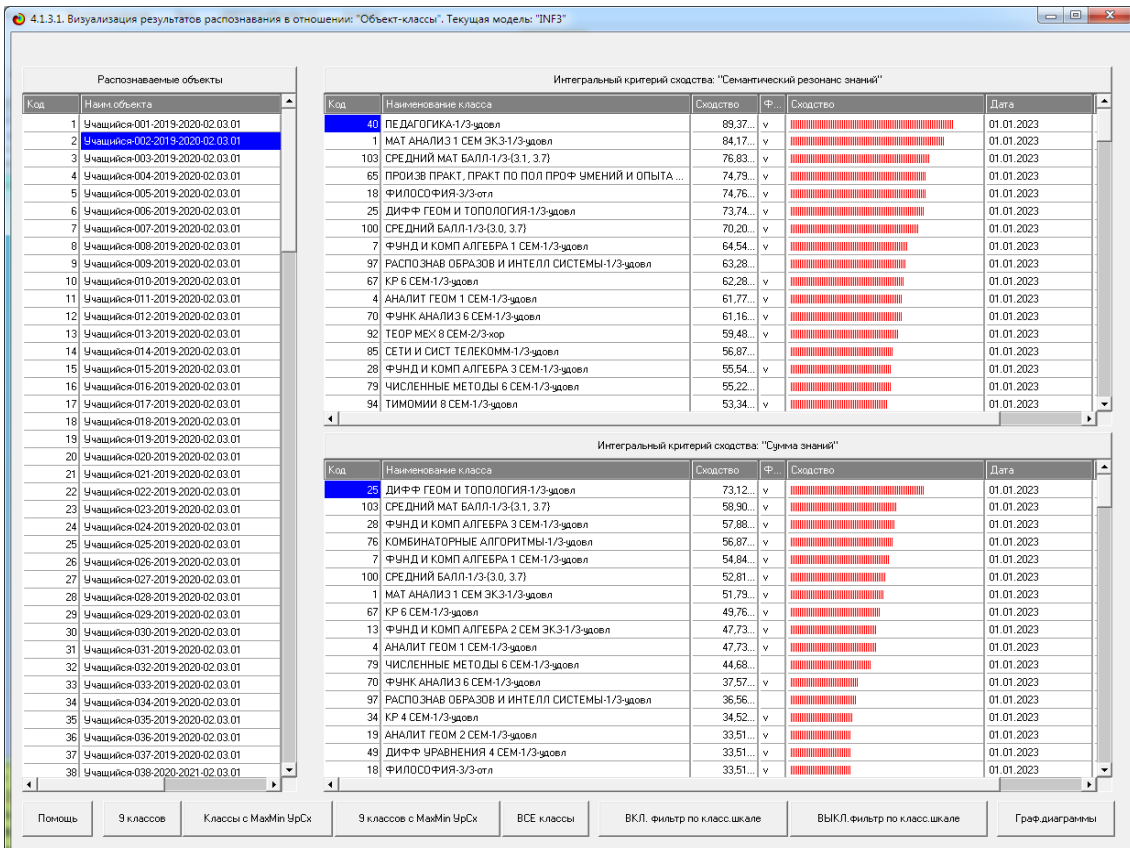 4.1.3.1. Визуализация результатов распознавания в отношении: "Объект-классы". Текущая модель: "INF3"
Распознаваемые объекты
Код Наим.объекта
1 Учащийся-001-2019-2020-02.03.01
2 Учащийся-002-2019-2020-02.03.01
3 Учащийся-003-2019-2020-02.03.01
4 Учащийся-004-2019-2020-02.03.01
5 Учащийся-005-2019-2020-02.03.01
6 Учащийся-006-2019-2020-02.03.01
7 Учащийся-007-2019-2020-02.03.01
8 Учащийся-008-2019-2020-02.03.01
9 Учащийся-009-2019-2020-02.03.01
10 Учащийся-010-2019-2020-02.03.01
11 Учащийся-011-2019-2020-02.03.01
12 Учащийся-012-2019-2020-02.03.01
13 Учащийся-013-2019-2020-02.03.01
14 Учащийся-014-2019-2020-02.03.01
15 Учащийся-015-2019-2020-02.03.01
16 Учащийся-016-2019-2020-02.03.01
17 Учащийся-017-2019-2020-02.03.01
18 Учащийся-018-2019-2020-02.03.01
19 Учащийся-019-2019-2020-02.03.01
20 Учащийся-020-2019-2020-02.03.01
21 Учащийся-021-2019-2020-02.03.01
22 Учащийся-022-2019-2020-02.03.01
23 Учащийся-023-2019-2020-02.03.01
24 Учащийся-024-2019-2020-02.03.01
25 Учащийся-025-2019-2020-02.03.01
26 Учащийся-026-2019-2020-02.03.01
27 Учащийся-027-2019-2020-02.03.01
28 Учащийся-028-2019-2020-02.03.01
29 Учащийся-029-2019-2020-02.03.01
30 Учащийся-030-2019-2020-02.03.01
31 Учащийся-031-2019-2020-02.03.01
32 Учащийся-032-2019-2020-02.03.01
33 Учащийся-033-2019-2020-02.03.01
34 Учащийся-034-2019-2020-02.03.01
35 Учащийся-035-2019-2020-02.03.01
36 Учащийся-036-2019-2020-02.03.01
37 Учащийся-037-2019-2020-02.03.01
38 Учащийся-038-2020-2021-02.03.01
Интегральный критерий сходства: "Семантический резонанс знаний"
Код Наименование класса Сходство Ф... Сходство Дата
40 ПЕДАГОГИКА-1/3-удовл 89,37... v 01.01.2023
1 МАТ АНАЛИЗ 1 СЕМ ЭК.З-1/3-удовл 84,17... v 01.01.2023
103 СРЕДНИЙ МАТ БАЛЛ-1/3-{3.1, 3.7} 76,83... v 01.01.2023
65 ПРОИЗВ ПРАКТ, ПРАКТ ПО ПОЛ ПРОФ УМЕНИЙ И ОПЫТА ... 74,79... v 01.01.2023
18 ФИЛОСОФИЯ-3/3-отл 74,76... v 01.01.2023
25 ДИФФ ГЕОМ И ТОПОЛОГИЯ-1/3-удовл 73,74... v 01.01.2023
100 СРЕДНИЙ БАЛЛ-1/3-{3.0, 3.7} 70,20... v 01.01.2023
7 ФУНД И КОМП АЛГЕБРА 1 СЕМ-1/3-удовл 64,54... v 01.01.2023
97 РАСПОЗНАВ ОБРАЗОВ И ИНТЕЛЛ СИСТЕМЫ-1/3-удовл 63,28... 01.01.2023
67 КР 6 СЕМ-1/3-удовл 62,28... v 01.01.2023
4 АНАЛИТ ГЕОМ 1 СЕМ-1/3-удовл 61,77... v 01.01.2023
70 ФУНК АНАЛИЗ 6 СЕМ-1/3-удовл 61,16... v 01.01.2023
92 ТЕОР МЕХ 8 СЕМ-2/3-хор 59,48... v 01.01.2023
85 СЕТИ И СИСТ ТЕЛЕКОММ-1/3-удовл 56,87... 01.01.2023
28 ФУНД И КОМП АЛГЕБРА 3 СЕМ-1/3-удовл 55,54... v 01.01.2023
79 ЧИСЛЕННЫЕ МЕТОДЫ 6 СЕМ-1/3-удовл 55,22... 01.01.2023
94 ТИМОМИИ 8 СЕМ-1/3-удовл 53,34... v 01.01.2023
Интегральный критерий сходства: "Сумма знаний"
Код Наименование класса Сходство Ф... Сходство Дата
25 ДИФФ ГЕОМ И ТОПОЛОГИЯ-1/3-удовл 73,12... v 01.01.2023
103 СРЕДНИЙ МАТ БАЛЛ-1/3-{3.1, 3.7} 58,90... v 01.01.2023
28 ФУНД И КОМП АЛГЕБРА 3 СЕМ-1/3-удовл 57,88... v 01.01.2023
76 КОМБИНАТОРНЫЕ АЛГОРИТМЫ-1/3-удовл 56,87... v 01.01.2023
7 ФУНД И КОМП АЛГЕБРА 1 СЕМ-1/3-удовл 54,84... v 01.01.2023
100 СРЕДНИЙ БАЛЛ-1/3-{3.0, 3.7} 52,81... v 01.01.2023
1 МАТ АНАЛИЗ 1 СЕМ ЭК.З-1/3-удовл 51,79... v 01.01.2023
67 КР 6 СЕМ-1/3-удовл 49,76... v 01.01.2023
13 ФУНД И КОМП АЛГЕБРА 2 СЕМ ЭК.З-1/3-удовл 47,73... v 01.01.2023
4 АНАЛИТ ГЕОМ 1 СЕМ-1/3-удовл 47,73... v 01.01.2023
79 ЧИСЛЕННЫЕ МЕТОДЫ 6 СЕМ-1/3-удовл 44,68... 01.01.2023
70 ФУНК АНАЛИЗ 6 СЕМ-1/3-удовл 37,57... v 01.01.2023
97 РАСПОЗНАВ ОБРАЗОВ И ИНТЕЛЛ СИСТЕМЫ-1/3-удовл 36,56... 01.01.2023
34 КР 4 СЕМ-1/3-удовл 34,52... v 01.01.2023
19 АНАЛИТ ГЕОМ 2 СЕМ-1/3-удовл 33,51... v 01.01.2023
49 ДИФФ УРАВНЕНИЯ 4 СЕМ-1/3-удовл 33,51... v 01.01.2023
18 ФИЛОСОФИЯ-3/3-отл 33,51... v 01.01.2023
Помощь 9 классов Классы с MaxMin УрСх 9 классов с MaxMin УрСх ВСЕ классы ВКЛ. фильтр по класс.шкале ВЫКЛ.фильтр по класс.шкале Граф.диаграммы